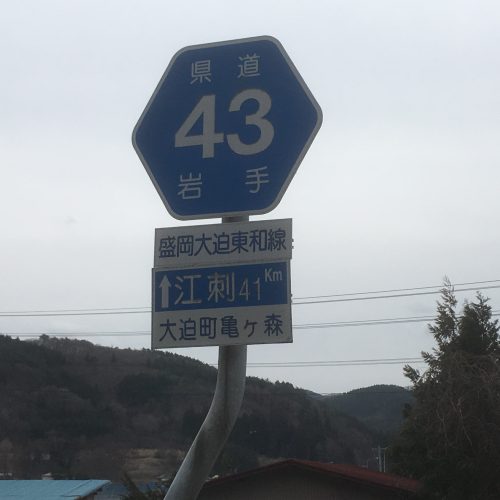 県道
43
岩手
盛岡大迫東和線
↑江刺41Km
大迫町亀ヶ森